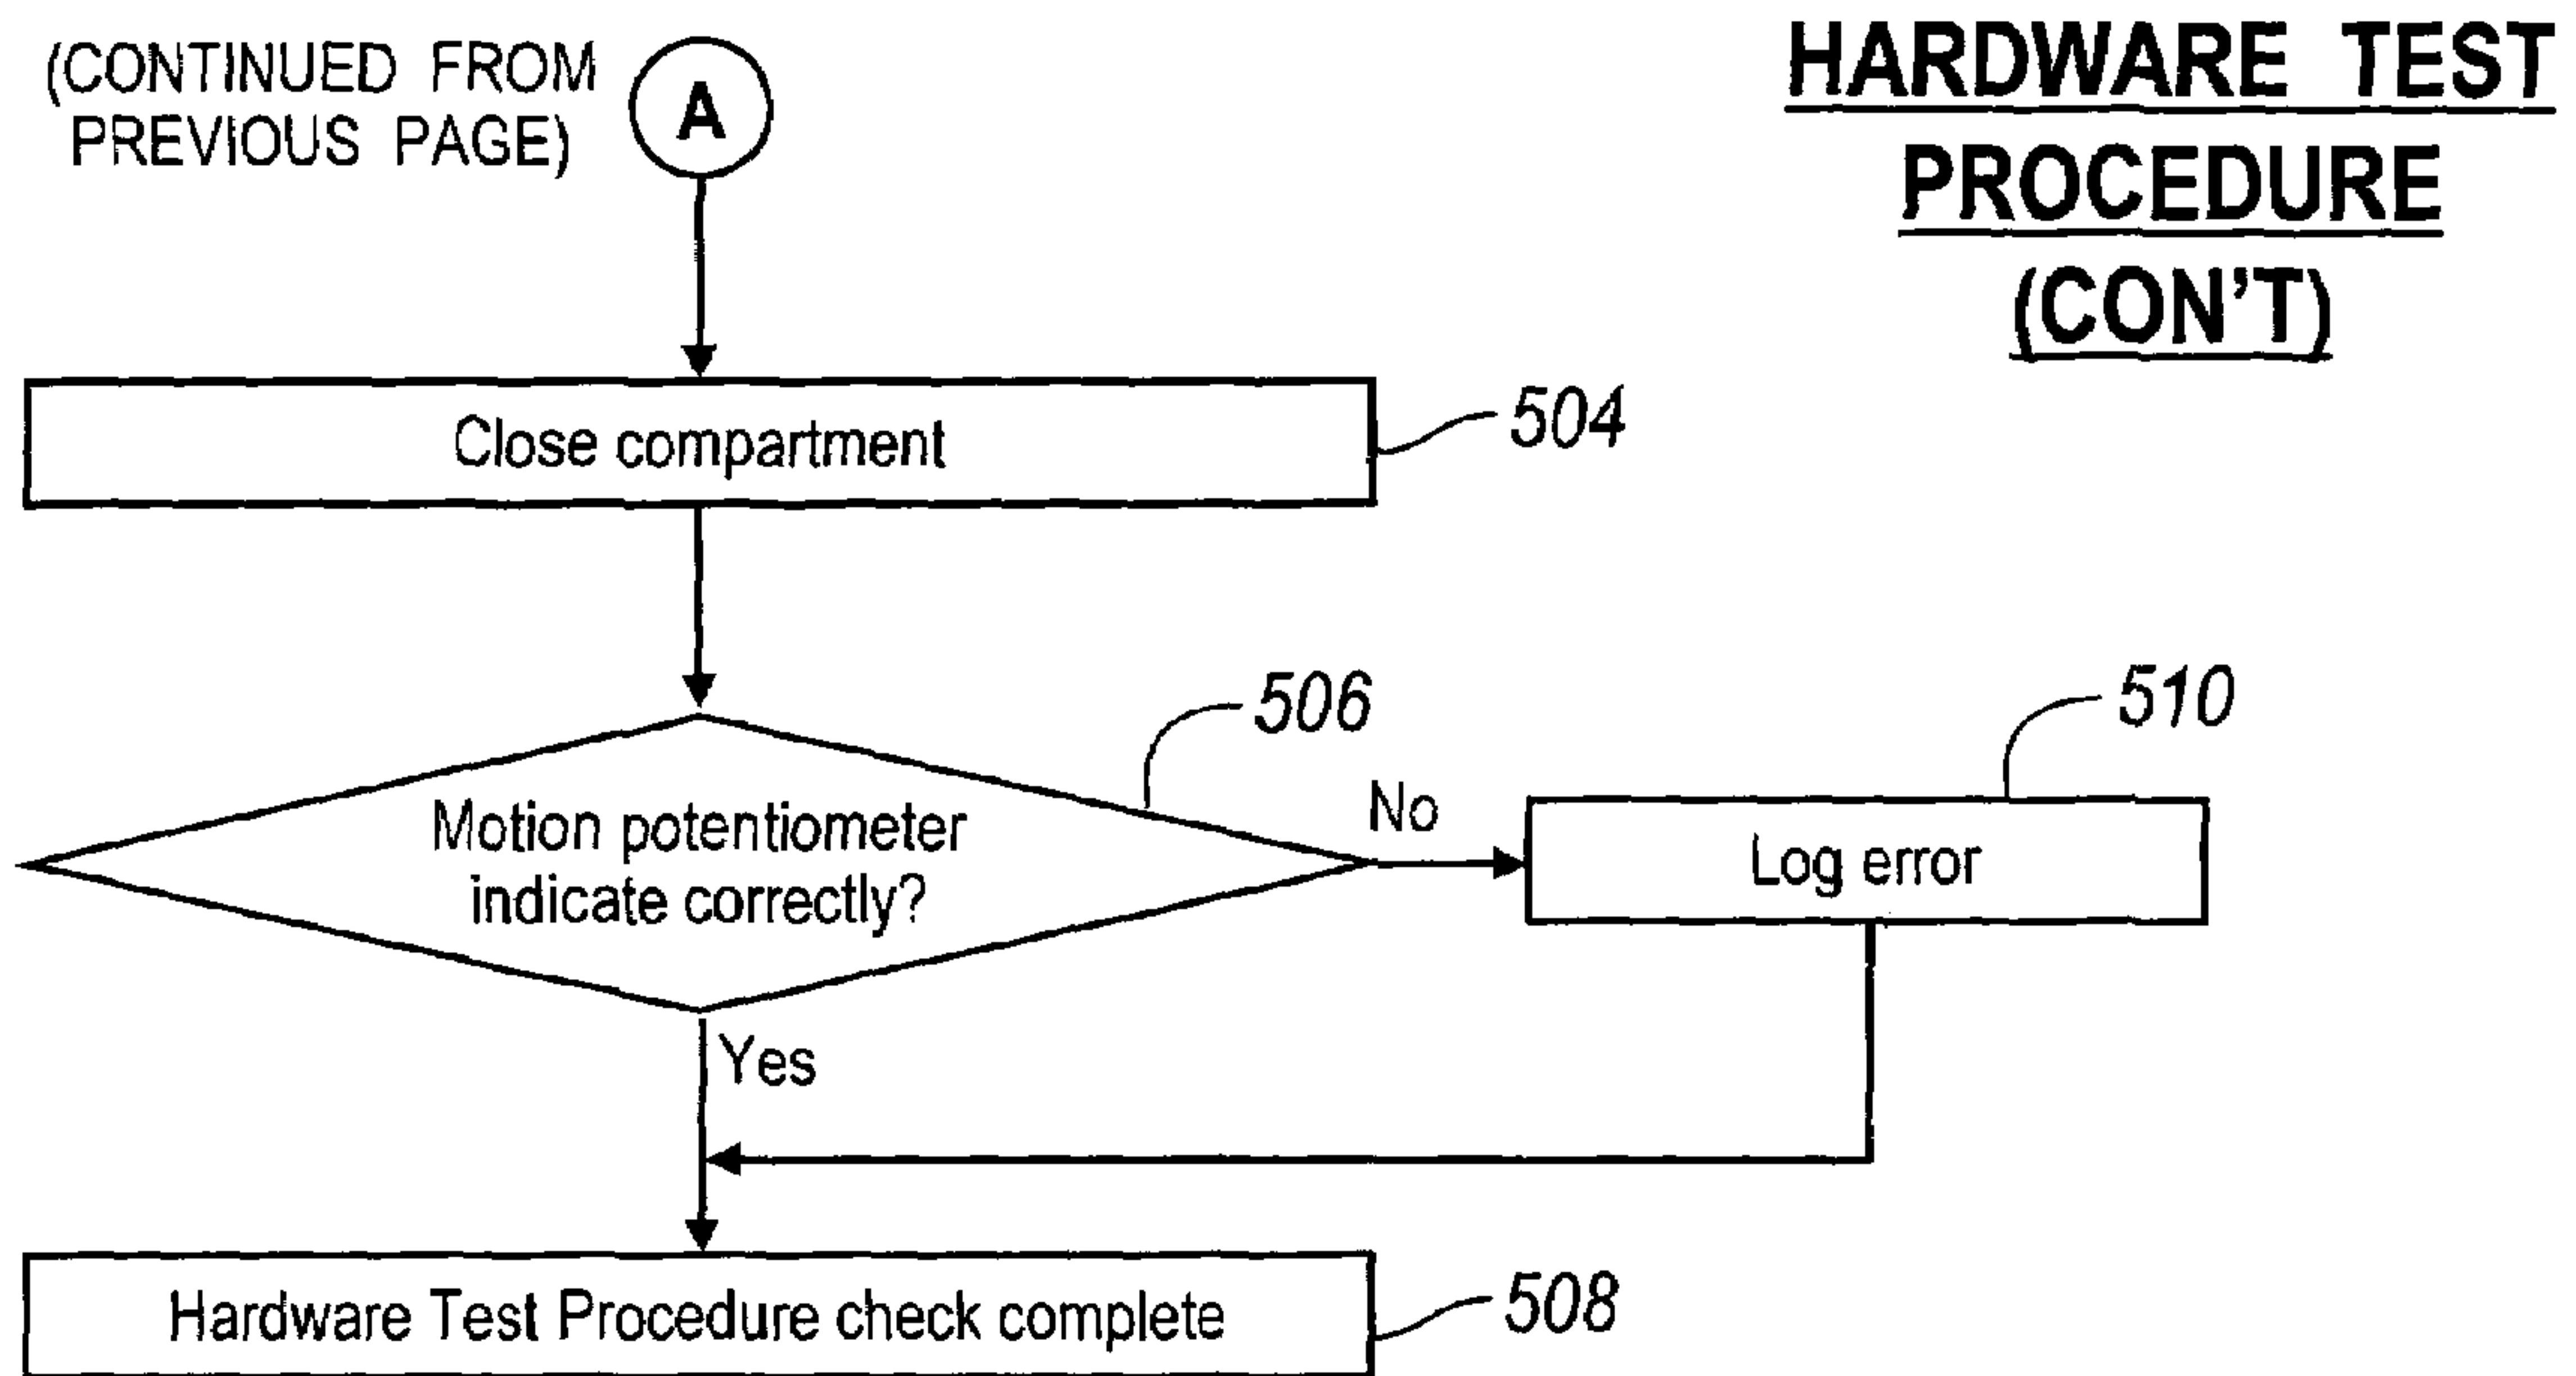 (CONTINUED FROM
PREVIOUS PAGE)
A
HARDWARE TEST
PROCEDURE
(CON'T)
Close compartment
504
Motion potentiometer
indicate correctly?
506
No
Log error
510
Yes
Hardware Test Procedure check complete
508